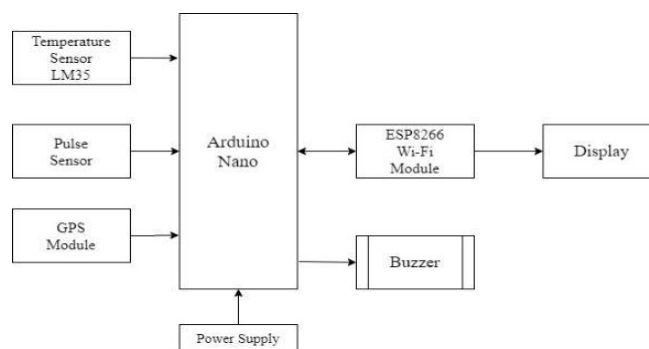 Temperature
Sensor
LM35
Pulse
Sensor
GPS
Module
Arduino
Nano
Power Supply
ESP8266
Wi-Fi
Module
Buzzer
Display